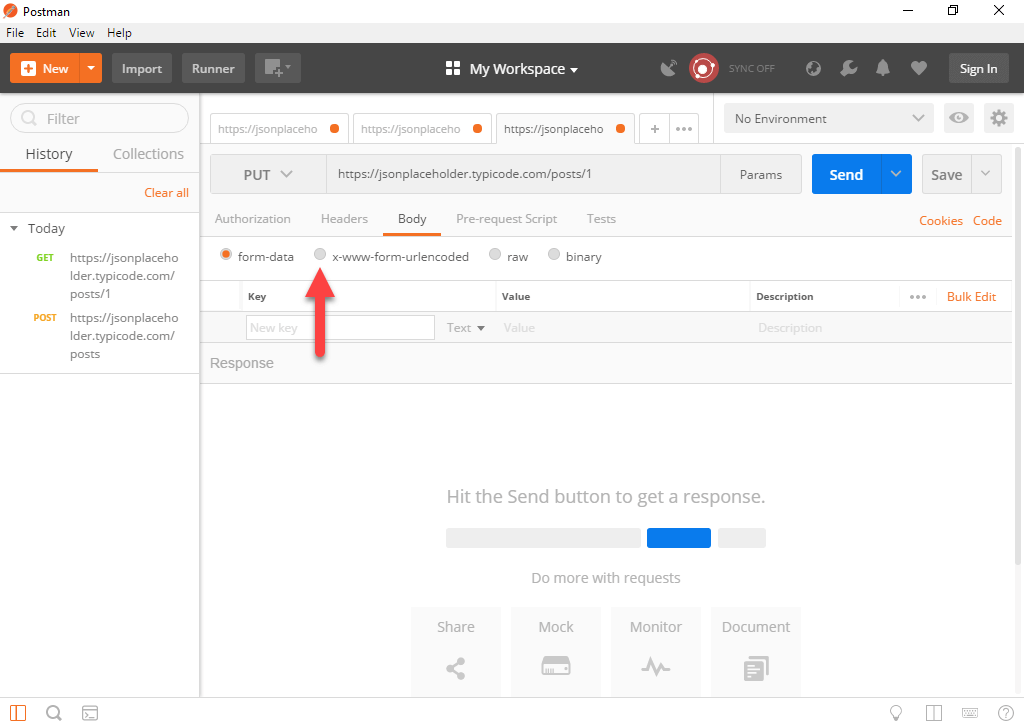 Postman
File Edit View Help
New Import Runner My Workspace SYNC OFF Sign In
Filter
History Collections
Clear all
Today
GET https://jsonplaceho
lder.typicode.com/
posts/1
POST https://jsonplaceho
lder.typicode.com/
posts
https://jsonplaceho https://jsonplaceho https://jsonplaceho + ••• No Environment
PUT https://jsonplaceholder.typicode.com/posts/1 Params Send Save
Authorization Headers Body Pre-request Script Tests Cookies Code
form-data x-www-form-urlencoded raw binary
Key Value Description ••• Bulk Edit
New key Text Value Description
Response
Hit the Send button to get a response.
Do more with requests
Share Mock Monitor Document